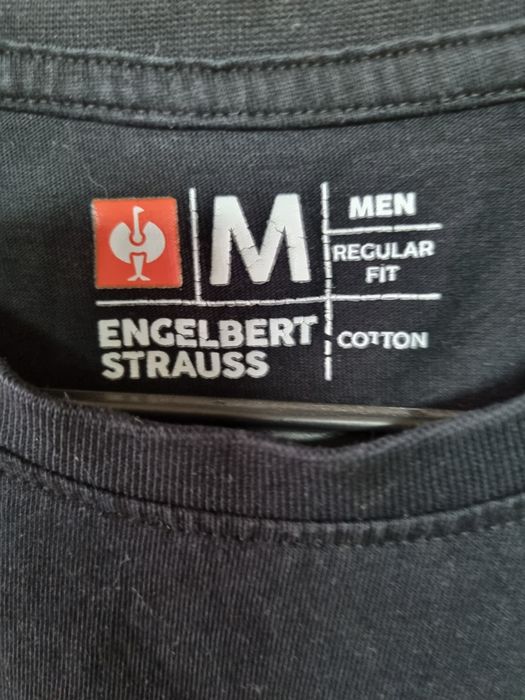 M
MEN
REGULAR
FIT
ENGELBERT
STRAUSS
COTTON